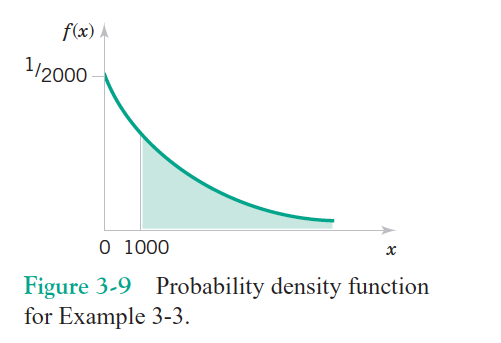 f(x)
1/2000
0 1000 x
Figure 3-9 Probability density function
for Example 3-3.